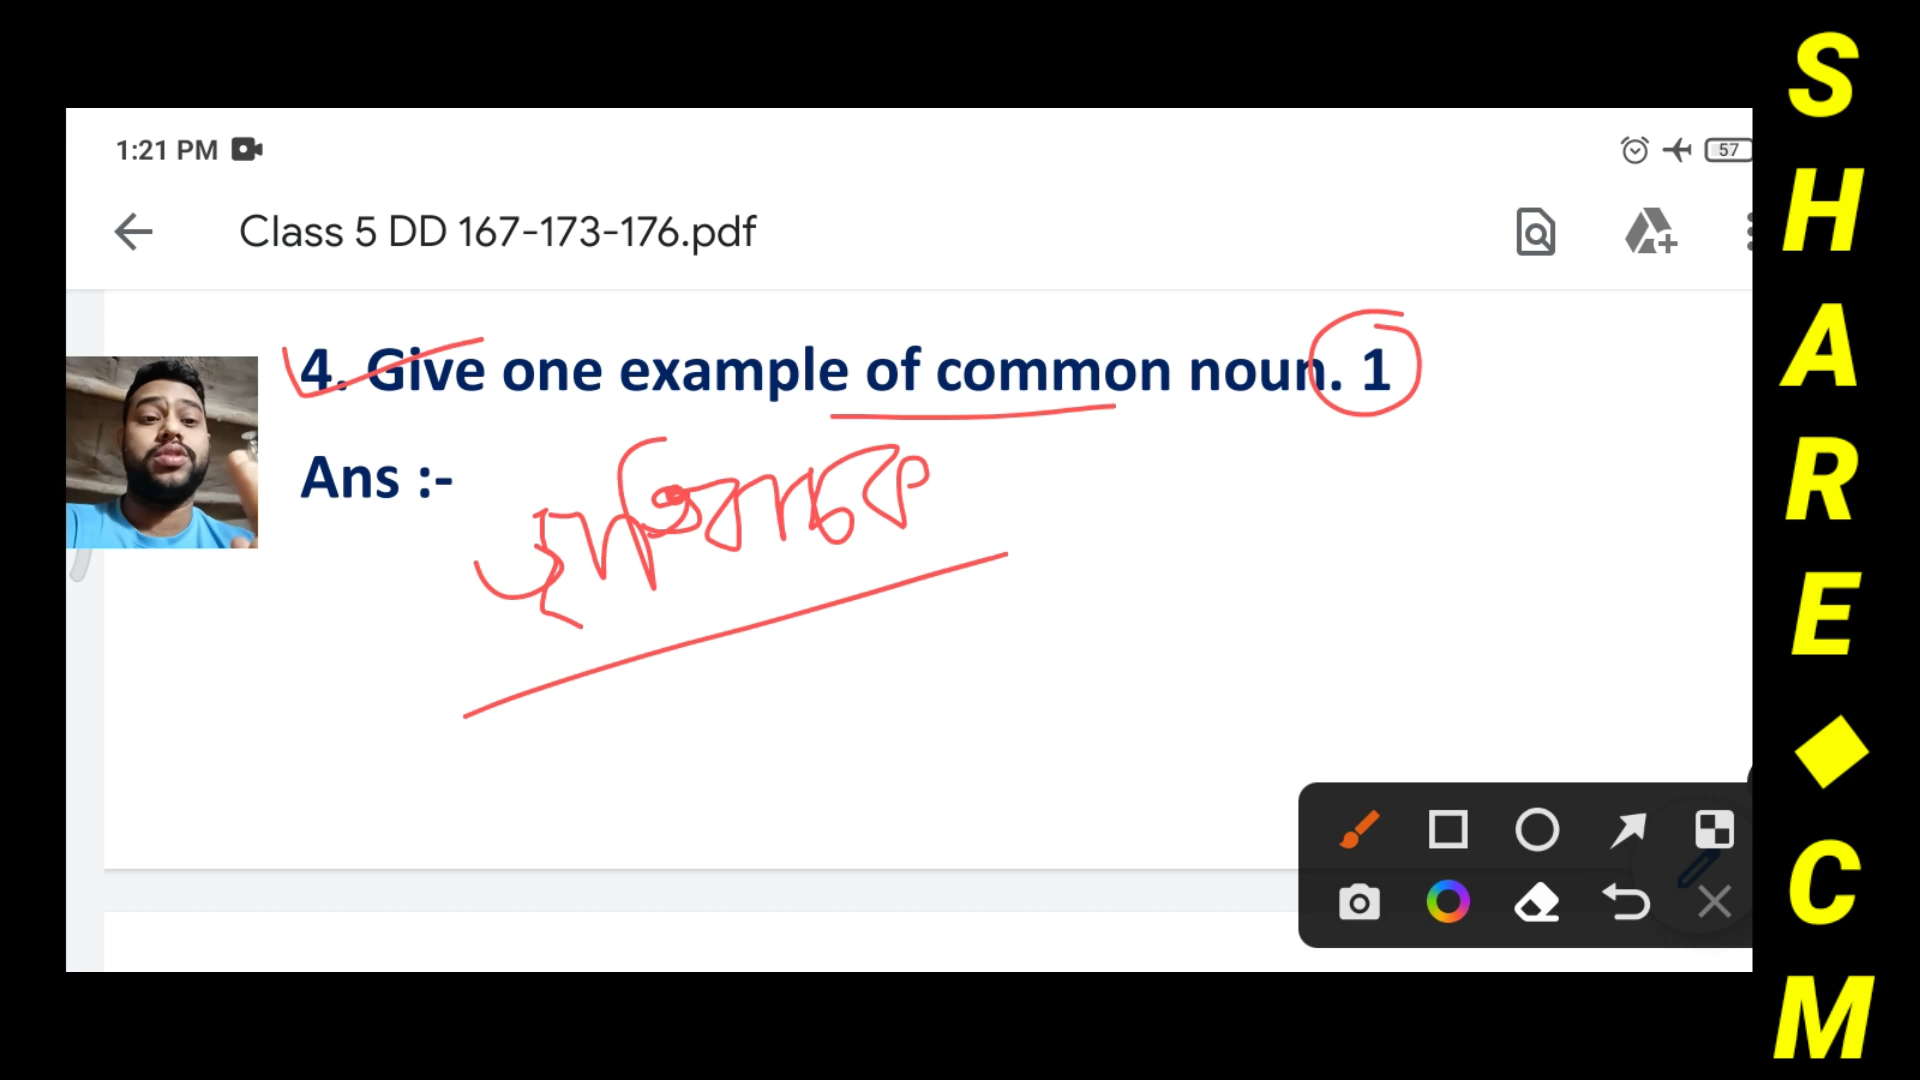 1:21 PM
57
Class 5 DD 167-173-176.pdf
4. Give one example of common noun. 1
Ans :-
SHARE◆CM